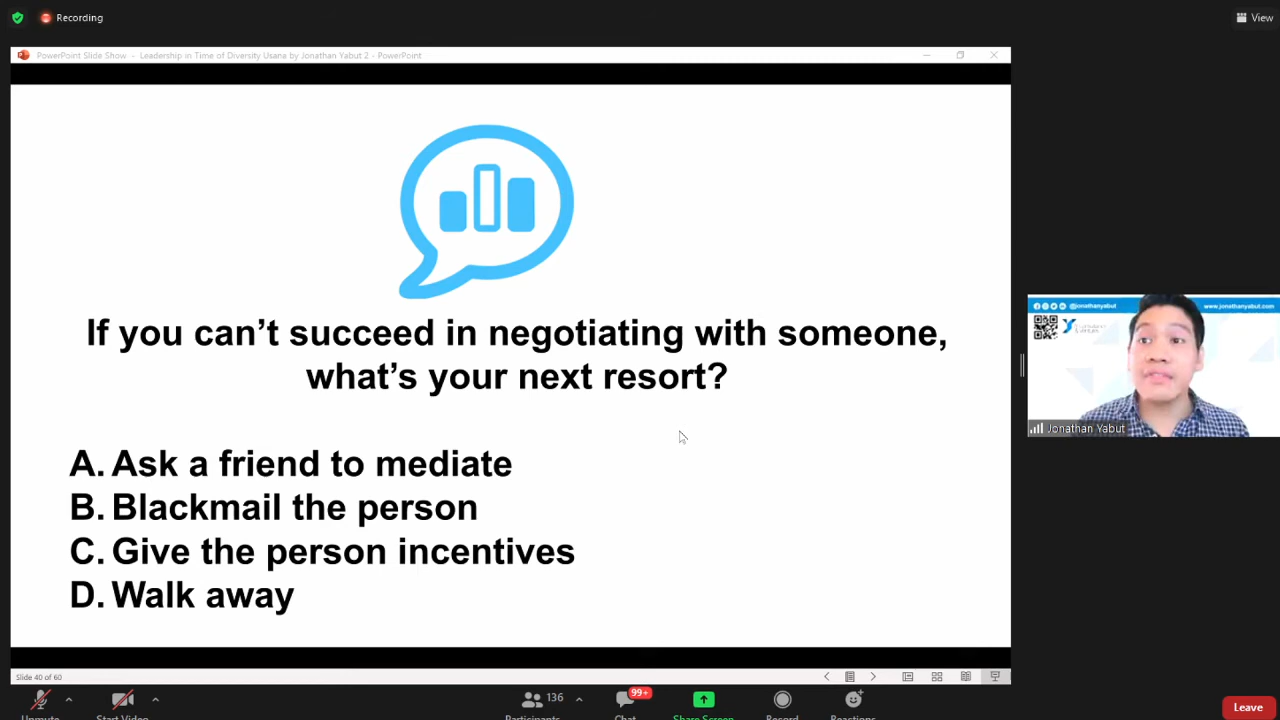 Recording
View
PowerPoint Slide Show - Leadership in Time of Diversity Usana by Jonathan Yabut 2 - PowerPoint
If you can't succeed in negotiating with someone,
what's your next resort?
A. Ask a friend to mediate
B. Blackmail the person
C. Give the person incentives
D. Walk away
@jonathanyabut
www.jonathanyabut.com
Jonathan Yabut
Slide 40 of 60
Unmute
Start Video
136
Participants
99+
Chat
Share Screen
Record
Reactions
Leave